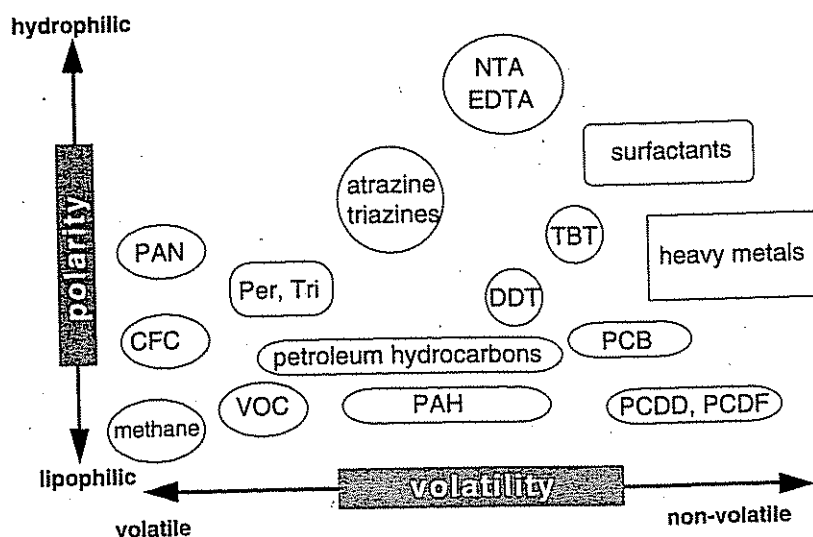 hydrophilic
NTA
EDTA
surfactants
atrazine
triazines
TBT
polarity
PAN
heavy metals
Per, Tri
DDT
CFC
petroleum hydrocarbons
PCB
VOC
PAH
PCDD, PCDF
methane
lipophilic
volatility
volatile
non-volatile